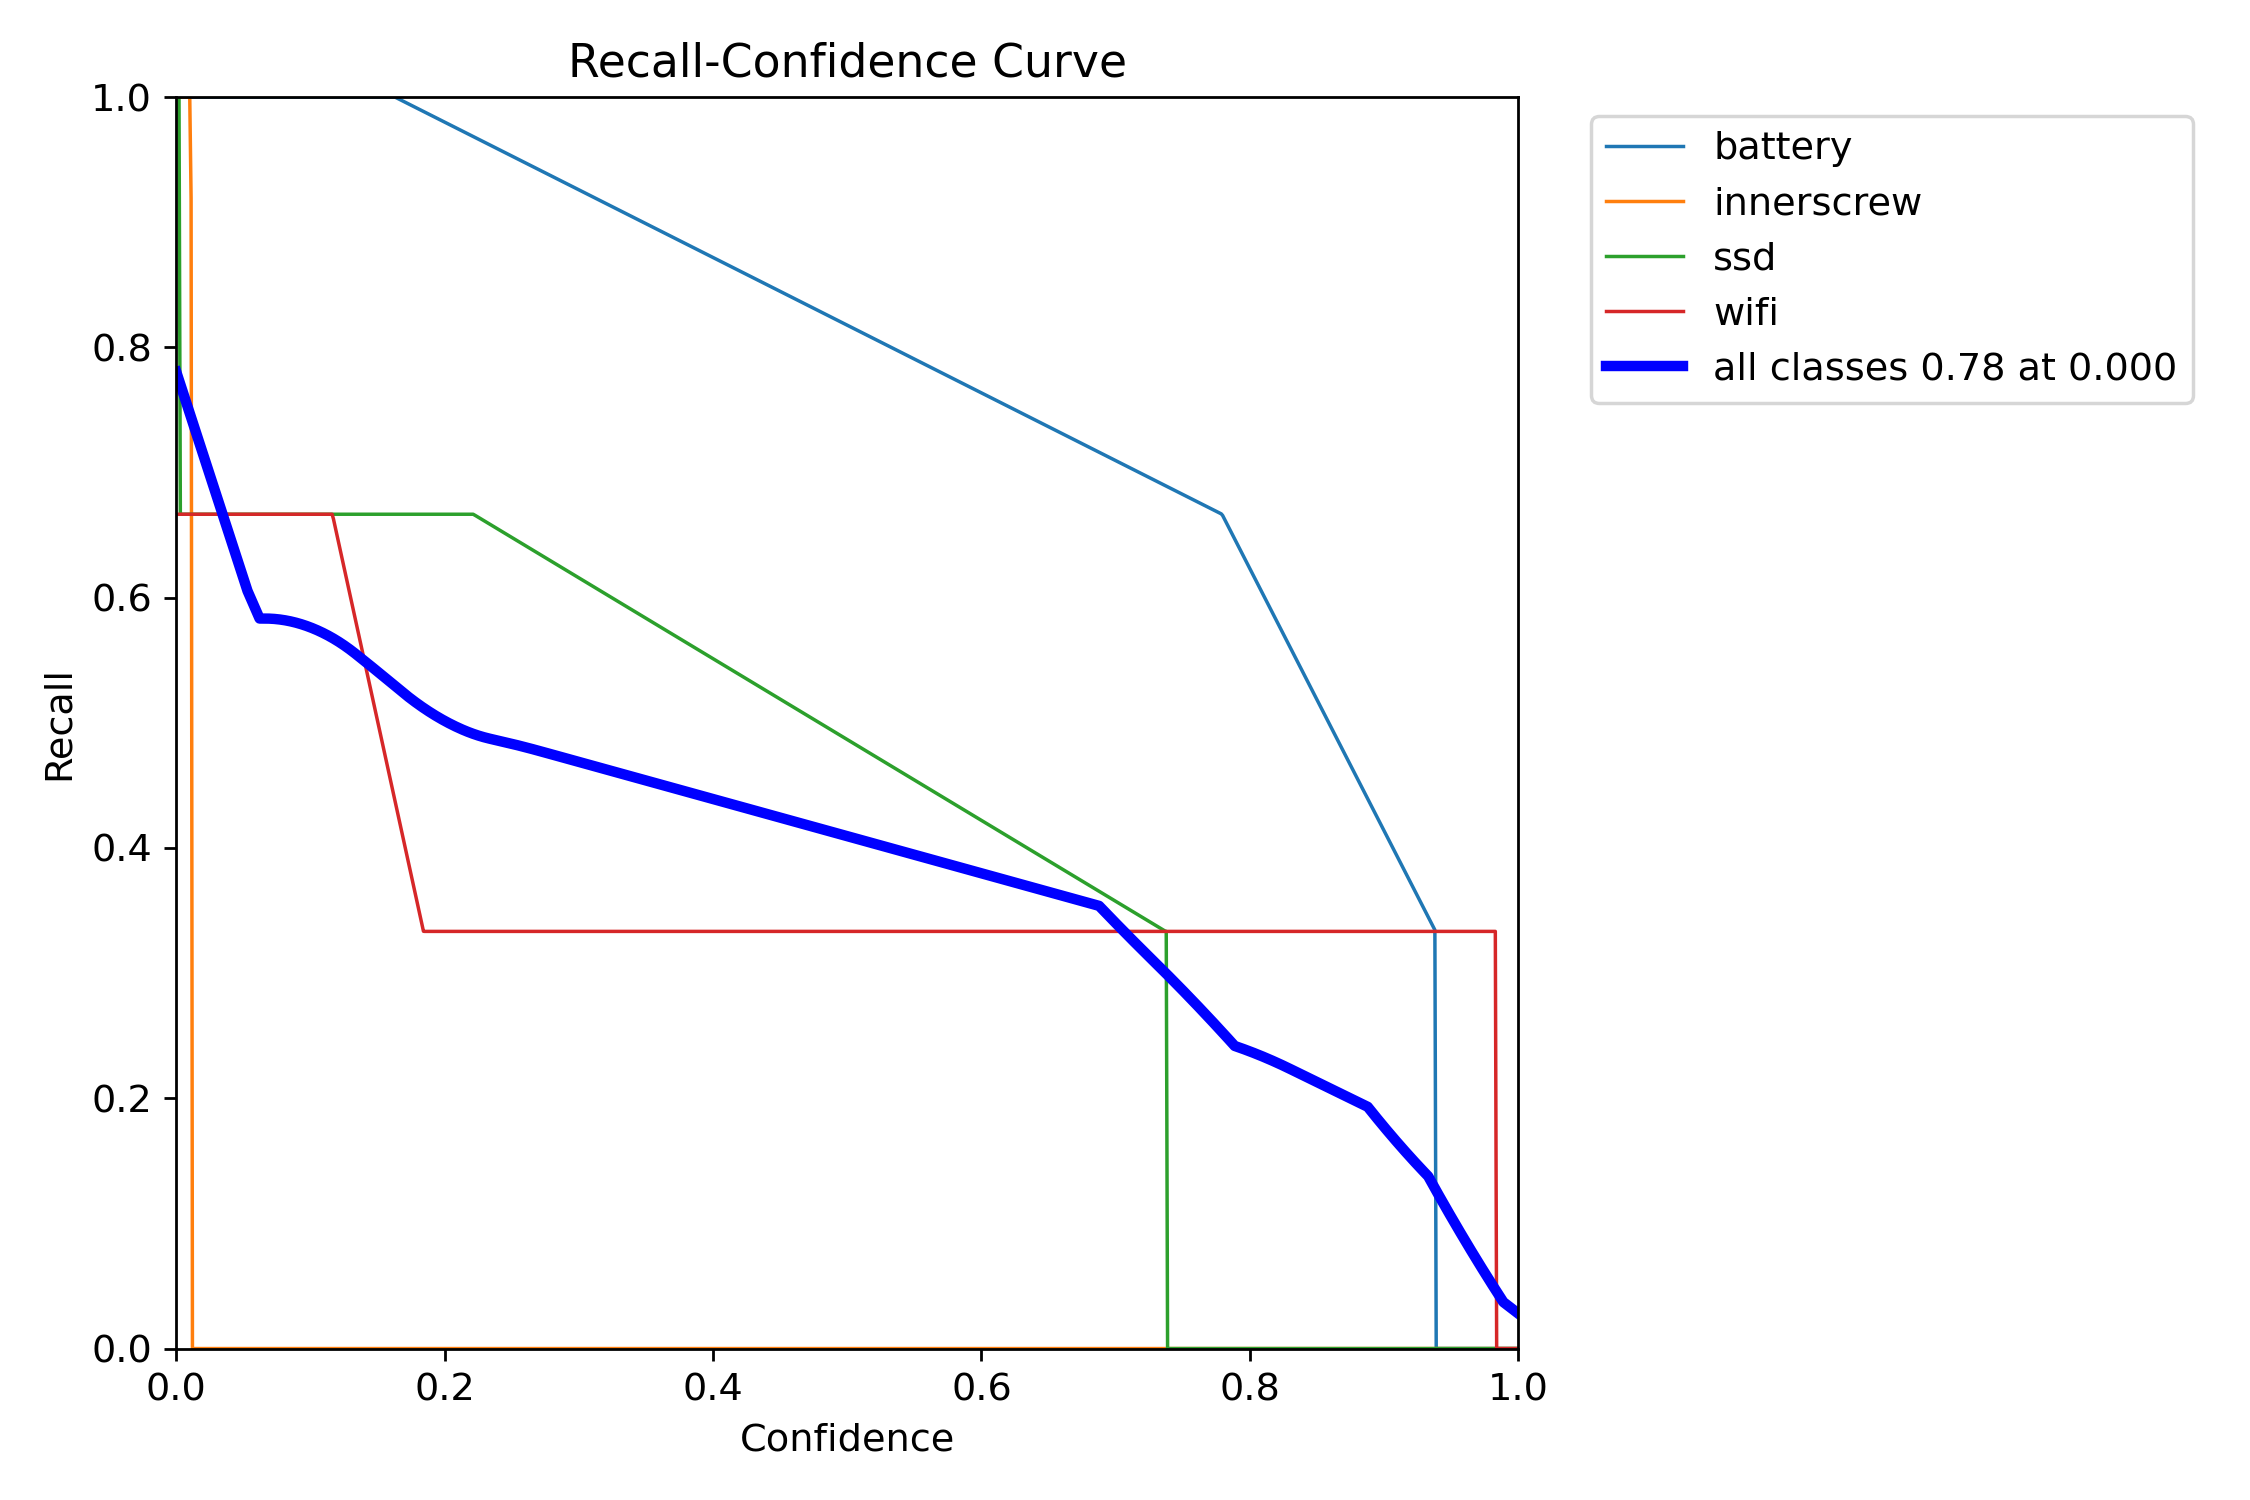 Recall-Confidence Curve
1.0
0.8
0.6
0.4
0.2
0.0
Recall
0.0 0.2 0.4 0.6 0.8 1.0
Confidence
battery
innerscrew
ssd
wifi
all classes 0.78 at 0.000